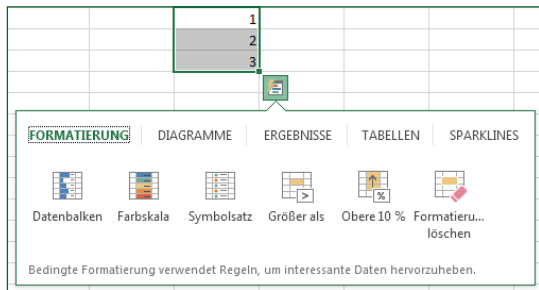 1
2
3
FORMATIERUNG DIAGRAMME ERGEBNISSE TABELLEN SPARKLINES
Datenbalken Farbskala Symbolsatz Größer als Obere 10 % Formatieru...
löschen
Bedingte Formatierung verwendet Regeln, um interessante Daten hervorzuheben.